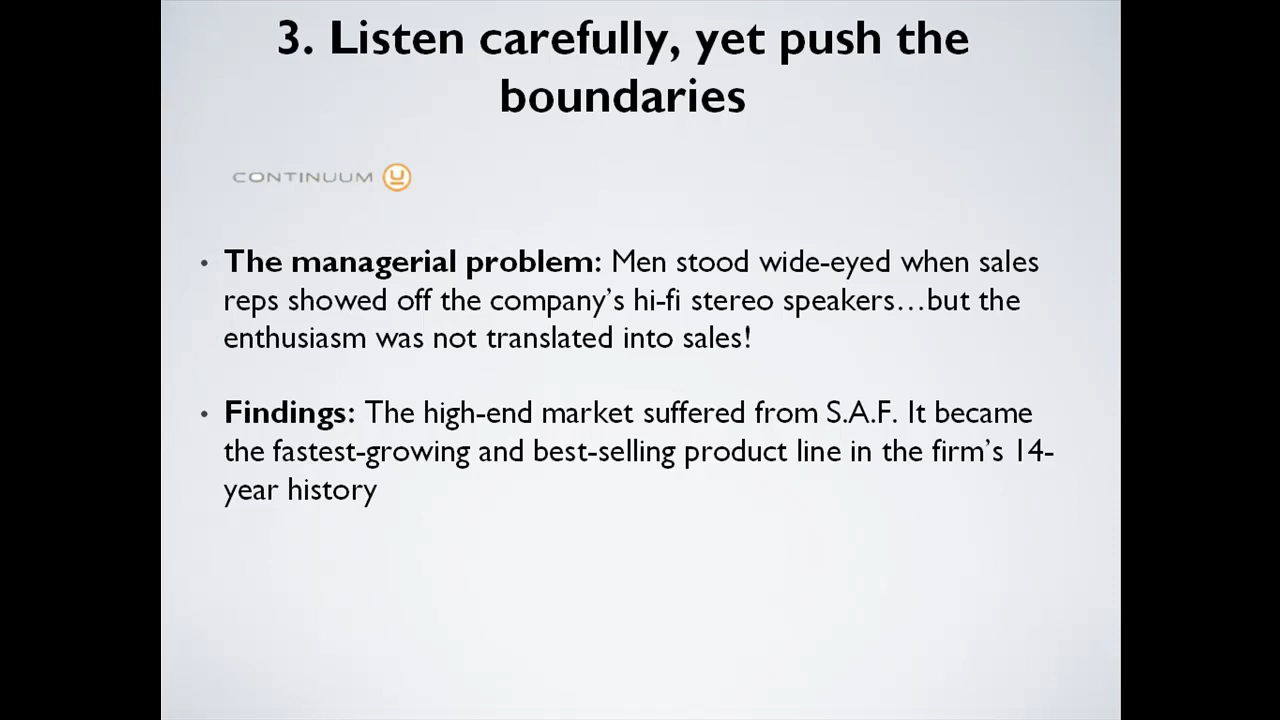 3. Listen carefully, yet push the
boundaries
CONTINUUM
• The managerial problem: Men stood wide-eyed when sales
reps showed off the company’s hi-fi stereo speakers…but the
enthusiasm was not translated into sales!
• Findings: The high-end market suffered from S.A.F. It became
the fastest-growing and best-selling product line in the firm’s 14-
year history